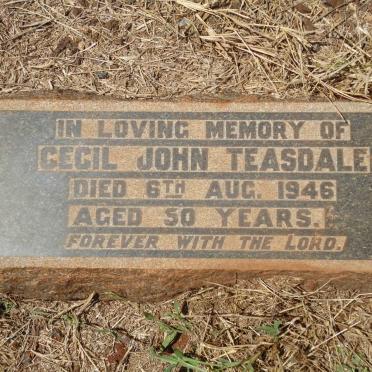 IN LOVING MEMORY OF
CECIL JOHN TEASDALE
DIED 6TH AUG. 1946
AGED 50 YEARS.
FOREVER WITH THE LORD.